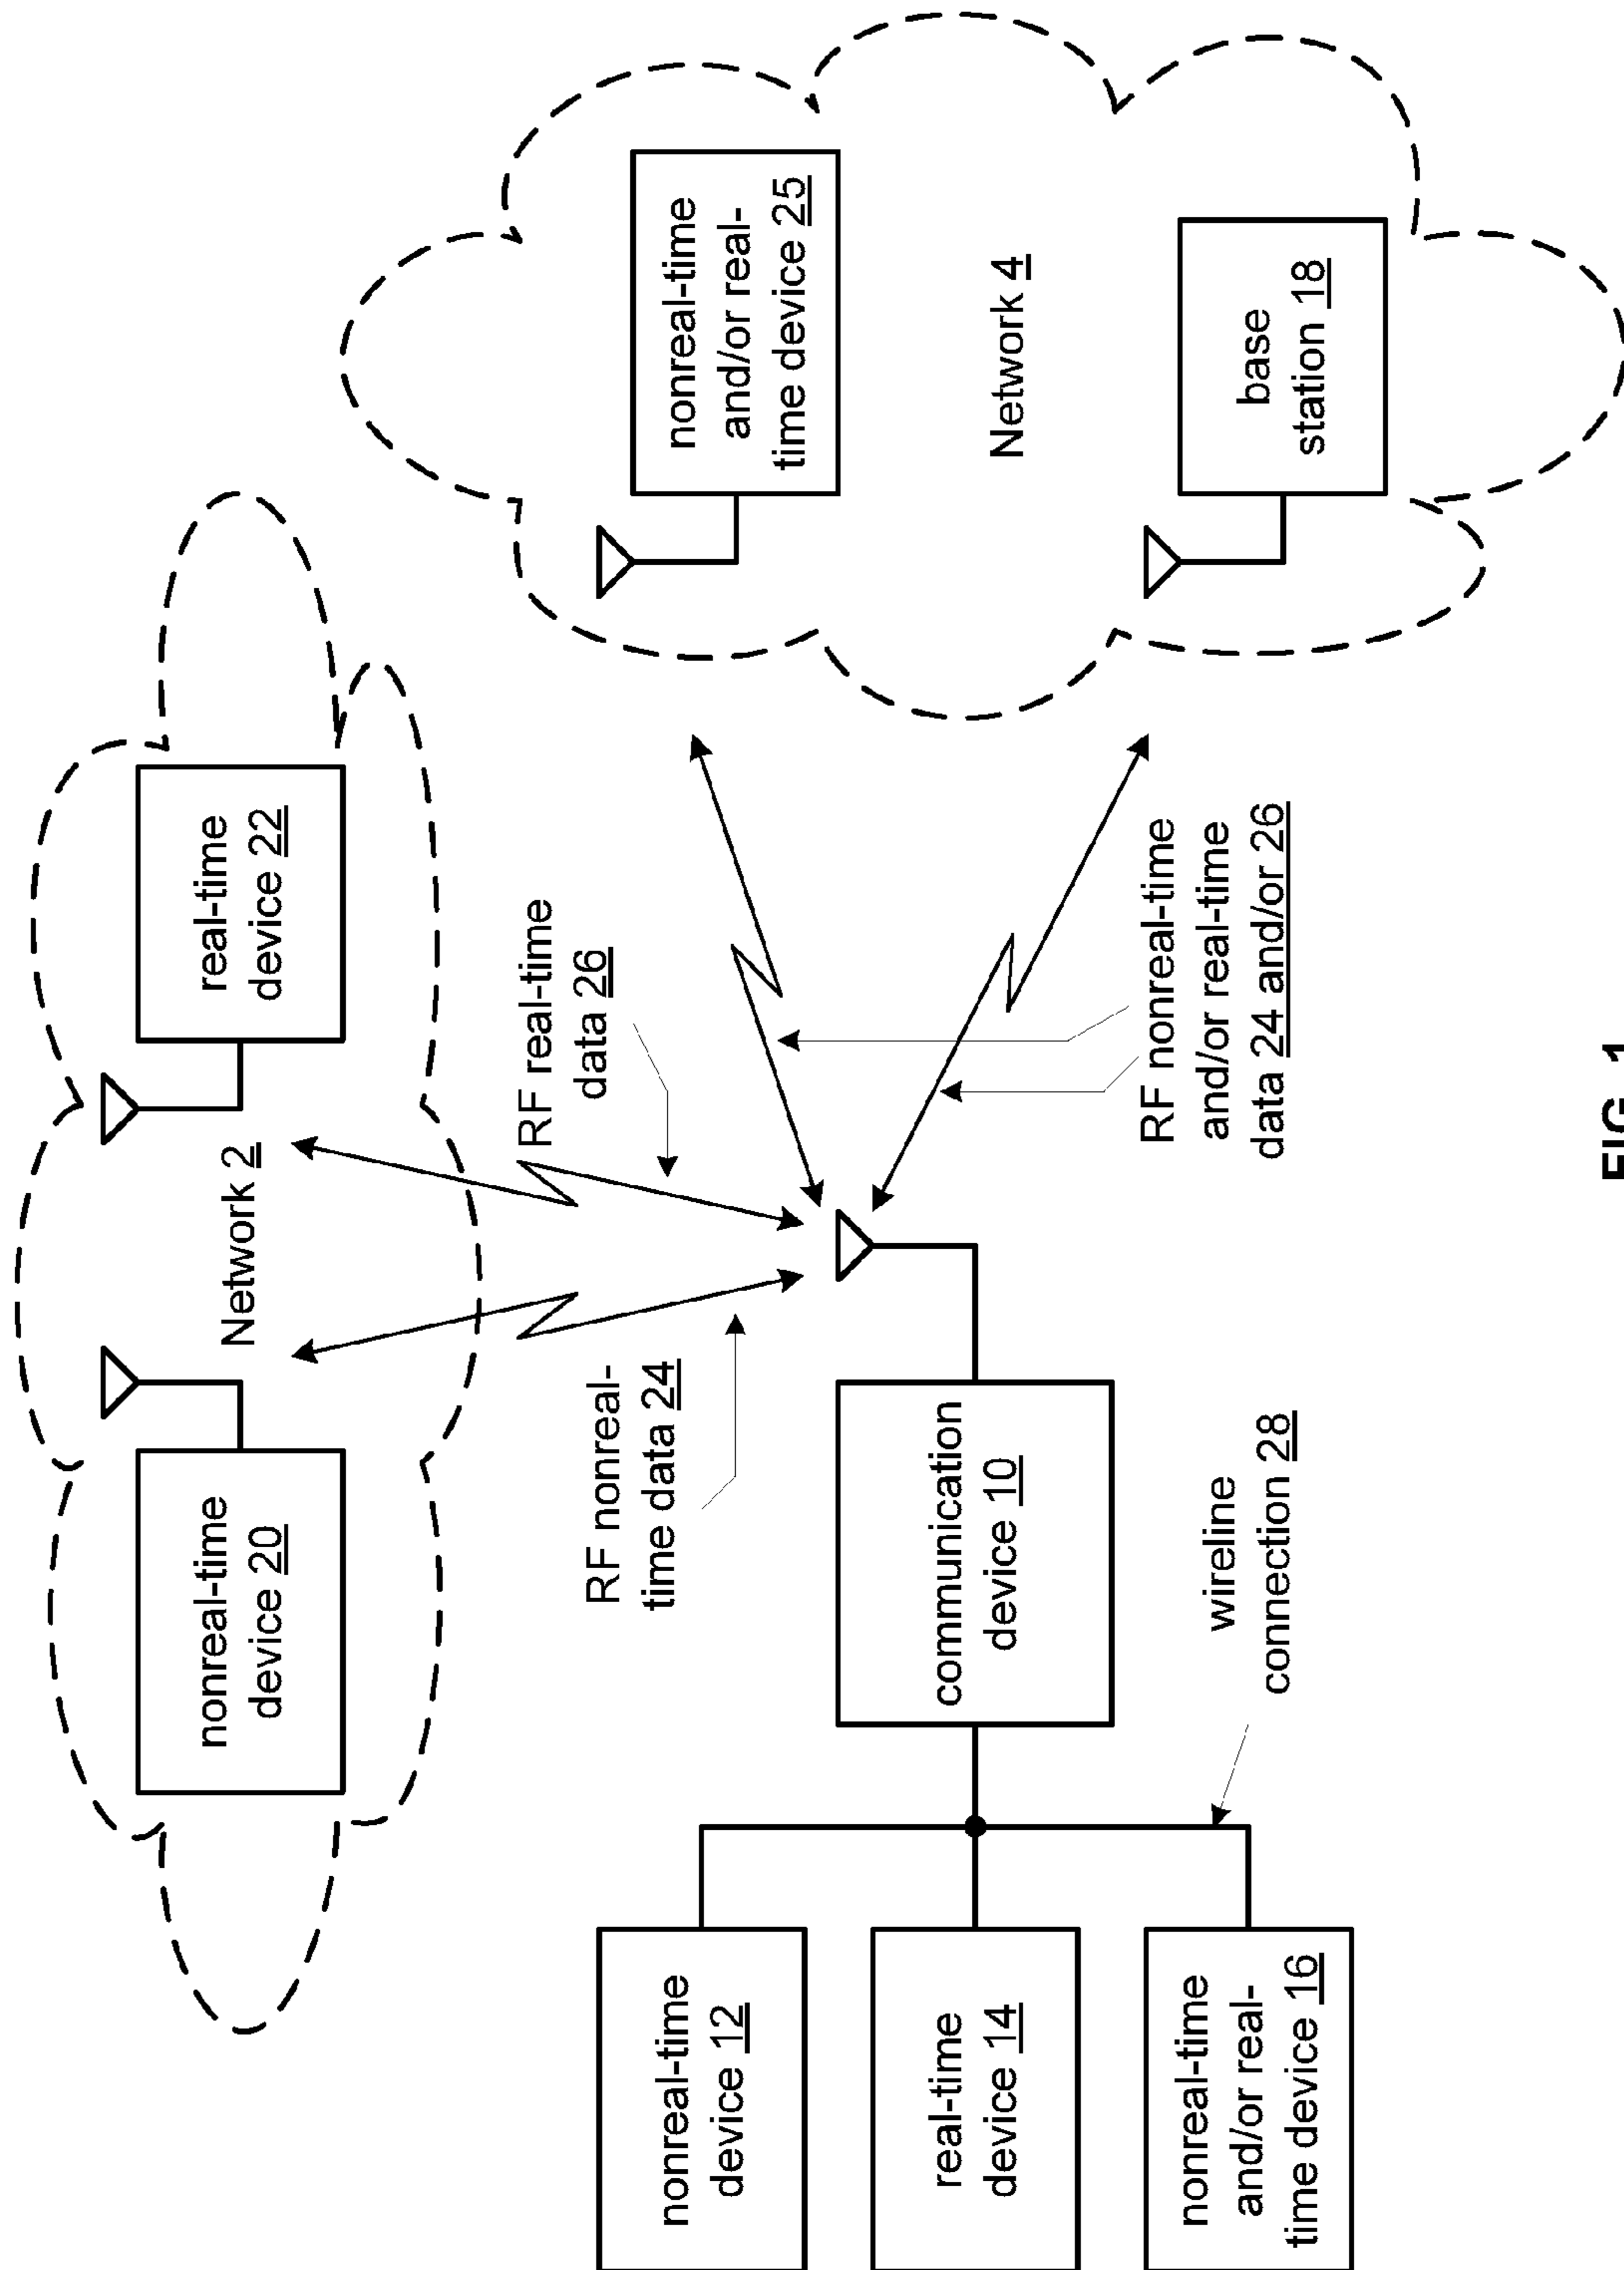 nonreal-time
device 20
Network 2
real-time
device 22
RF nonreal-
time data 24
RF real-time
data 26
nonreal-time
and/or real-
time device 25
Network 4
base
station 18
nonreal-time
device 12
real-time
device 14
nonreal-time
and/or real-
time device 16
communication
device 10
wireline
connection 28
RF nonreal-time
and/or real-time
data 24 and/or 26
FIG. 1